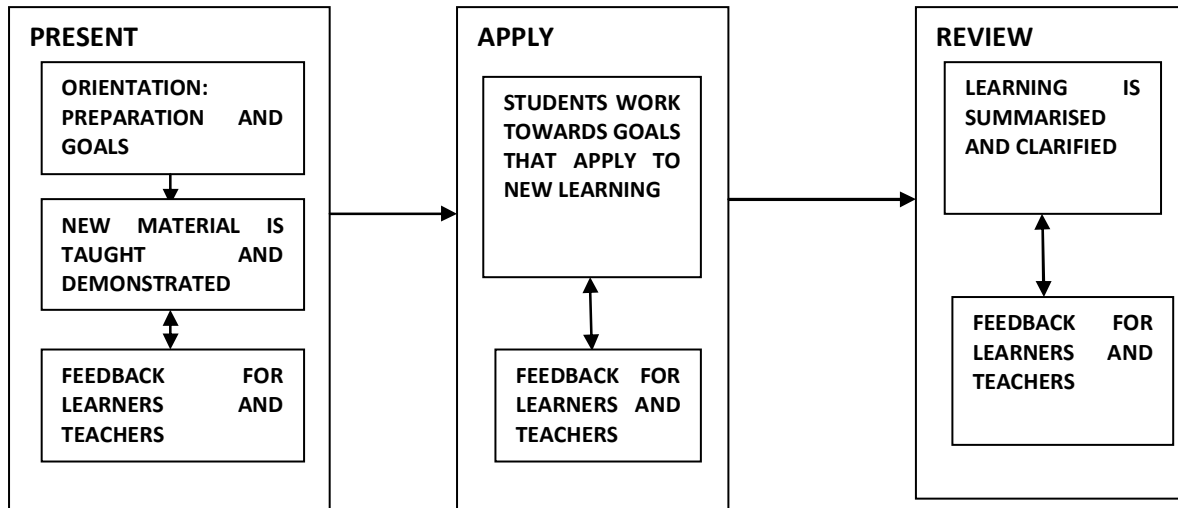 PRESENT
ORIENTATION:
PREPARATION AND
GOALS
NEW MATERIAL IS
TAUGHT AND
DEMONSTRATED
FEEDBACK FOR
LEARNERS AND
TEACHERS
APPLY
STUDENTS WORK
TOWARDS GOALS
THAT APPLY TO
NEW LEARNING
FEEDBACK FOR
LEARNERS AND
TEACHERS
REVIEW
LEARNING IS
SUMMARISED
AND CLARIFIED
FEEDBACK FOR
LEARNERS AND
TEACHERS